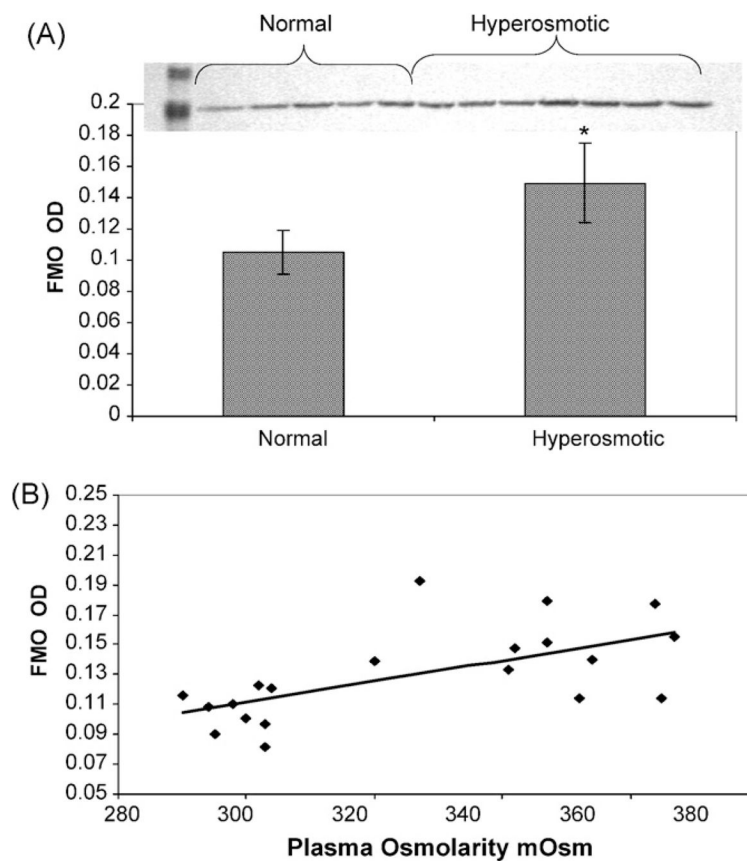 (A)
Normal Hyperosmotic
*
0.2
0.18
0.16
0.14
0.12
0.1
0.08
0.06
0.04
0.02
0
FMO OD
Normal Hyperosmotic
(B)
0.25
0.23
0.21
0.19
0.17
0.15
0.13
0.11
0.09
0.07
0.05
FMO OD
280 300 320 340 360 380
Plasma Osmolarity mOsm